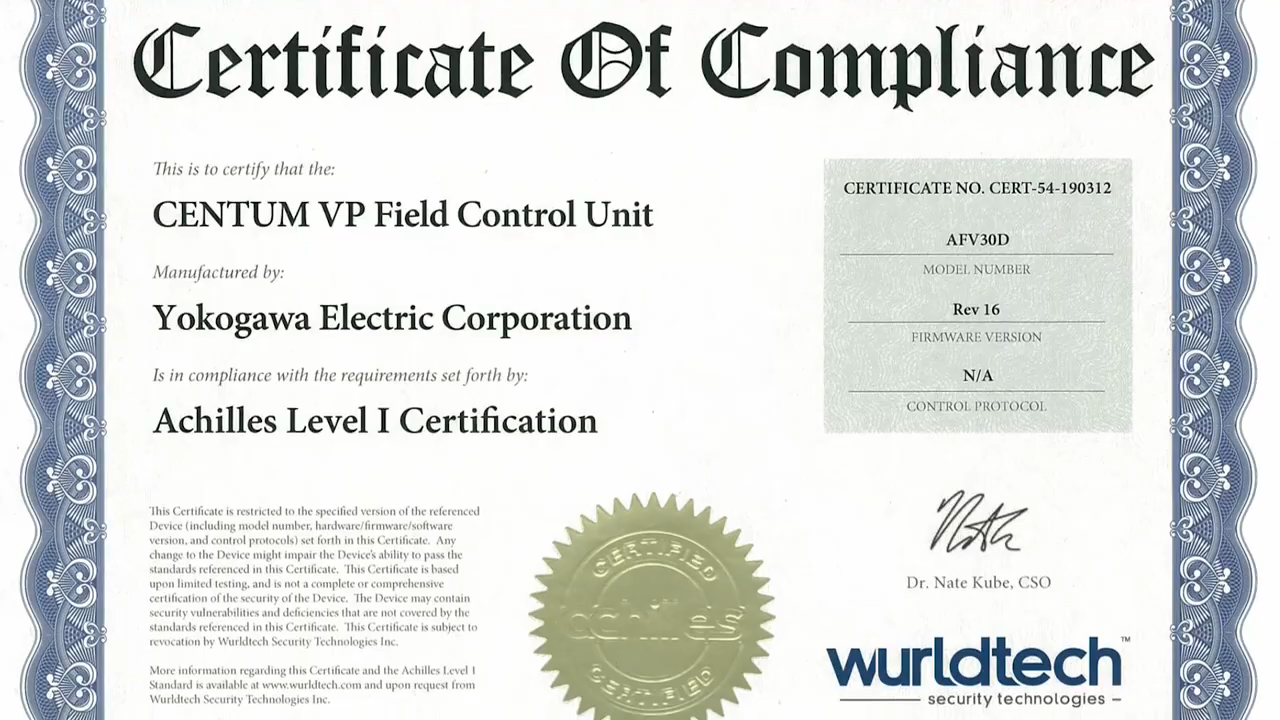 Certificate Of Compliance
This is to certify that the:
CENTUM VP Field Control Unit
Manufactured by:
Yokogawa Electric Corporation
Is in compliance with the requirements set forth by:
Achilles Level I Certification
CERTIFICATE NO. CERT-54-190312
AFV30D
MODEL NUMBER
Rev 16
FIRMWARE VERSION
N/A
CONTROL PROTOCOL
This Certificate is restricted to the specified version of the referenced
Device (including model number, hardware/firmware/software
version, and control protocols) set forth in this Certificate. Any
change to the Device might impair the Device's ability to pass the
standards referenced in this Certificate. This Certificate is based
upon limited testing, and is not a complete or comprehensive
certification of the security of the Device. The Device may contain
security vulnerabilities and deficiencies that are not covered by the
standards referenced in this Certificate. This Certificate is subject to
revocation by Wurldtech Security Technologies Inc.
More information regarding this Certificate and the Achilles Level 1
Standard is available at www.wurldtech.com and upon request from
Wurldtech Security Technologies Inc.
CERTIFIED
CERTIFIED
Dr. Nate Kube, CSO
wurldtech™
security technologies